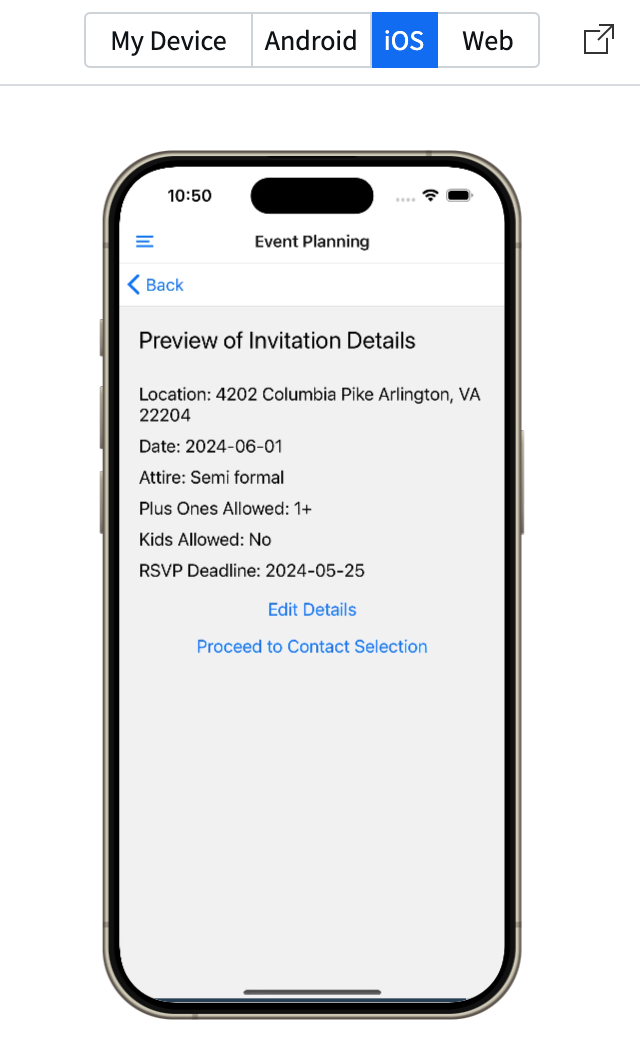 My Device Android iOS Web
10:50
Event Planning
Back
Preview of Invitation Details
Location: 4202 Columbia Pike Arlington, VA
22204
Date: 2024-06-01
Attire: Semi formal
Plus Ones Allowed: 1+
Kids Allowed: No
RSVP Deadline: 2024-05-25
Edit Details
Proceed to Contact Selection